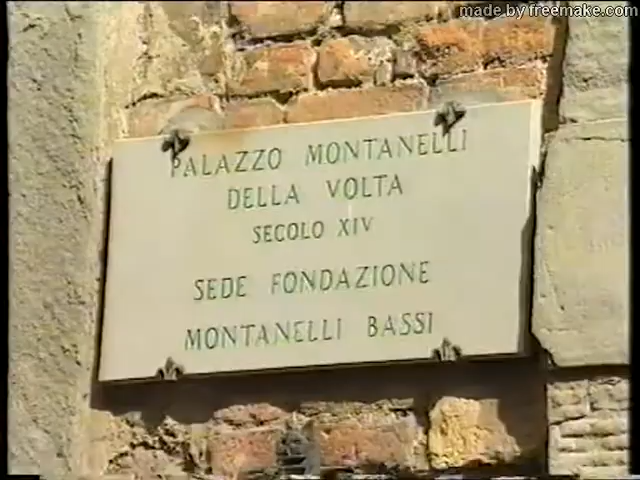 made by freemake.com
PALAZZO MONTANELLI
DELLA VOLTA
SECOLO XIV
SEDE FONDAZIONE
MONTANELLI BASSI